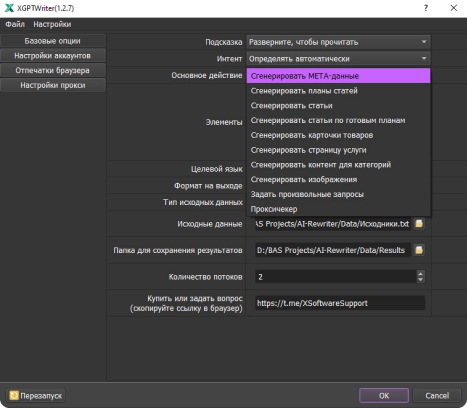 XGPTWriter(1.2.7)
Файл Настройки
Базовые опции
Настройки аккаунтов
Отпечатки браузера
Настройки прокси
Подсказка Разверните, чтобы прочитать
Интент Определять автоматически
Основное действие Сгенерировать META-данные
Сгенерировать планы статей
Сгенерировать статьи
Сгенерировать статьи по готовым планам
Элементы
Сгенерировать карточки товаров
Сгенерировать страницу услуги
Сгенерировать контент для категорий
Целевой язык
Сгенерировать изображения
Формат на выходе
Задать произвольные запросы
Тип исходных данных
Проксичекер
Исходные данные AS Projects/AI-Rewriter/Data/Исходники.txt
Папка для сохранения результатов D:/BAS Projects/AI-Rewriter/Data/Results
Количество потоков 2
Купить или задать вопрос
(скопируйте ссылку в браузер) https://t.me/XSoftwareSupport
Перезапуск OK Cancel